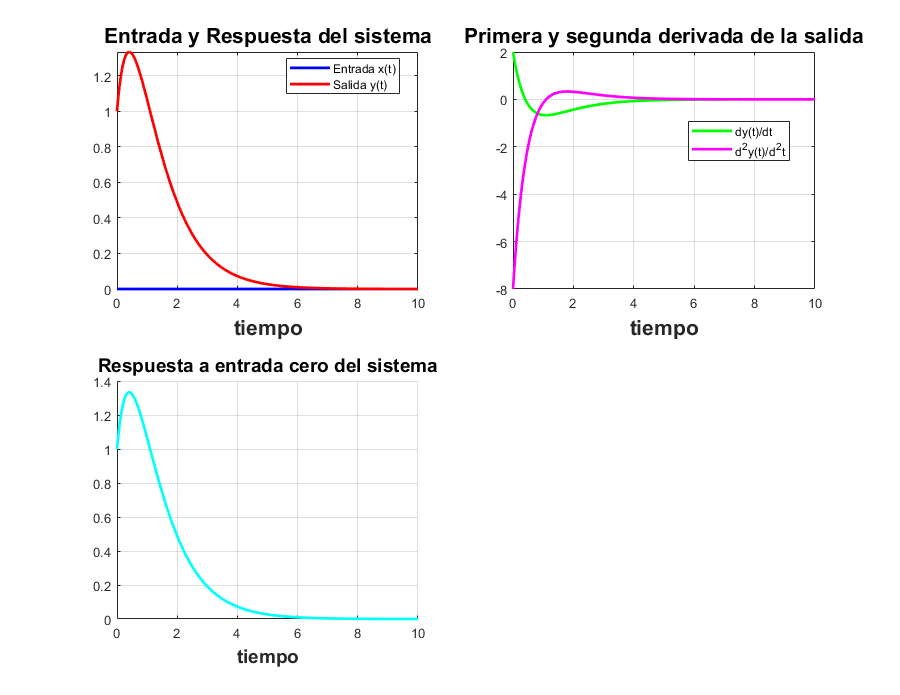 Entrada y Respuesta del sistema
Entrada x(t)
Salida y(t)
1.2
1
0.8
0.6
0.4
0.2
0
0 2 4 6 8 10
tiempo
Primera y segunda derivada de la salida
2
0
-2
-4
-6
-8
dy(t)/dt
d²y(t)/d²t
0 2 4 6 8 10
tiempo
Respuesta a entrada cero del sistema
1.4
1.2
1
0.8
0.6
0.4
0.2
0
0 2 4 6 8 10
tiempo